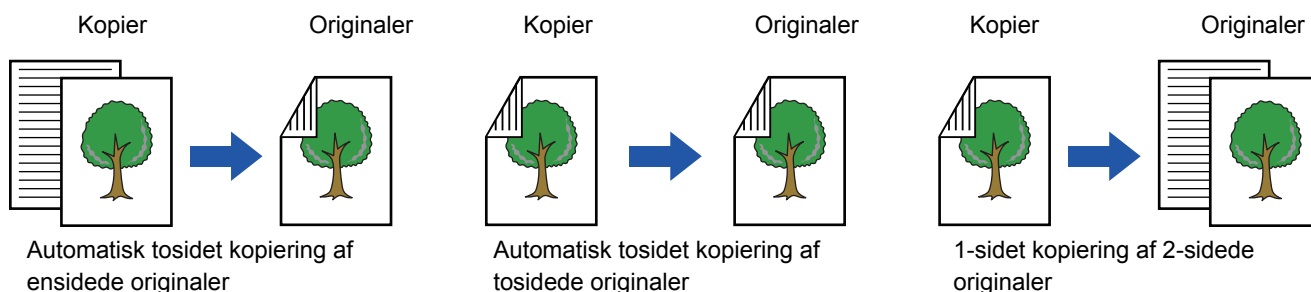 Kopier
Originaler
Kopier
Originaler
Kopier
Originaler
Automatisk tosidet kopiering af
ensidede originaler
Automatisk tosidet kopiering af
tosidede originaler
1-sidet kopiering af 2-sidede
originaler